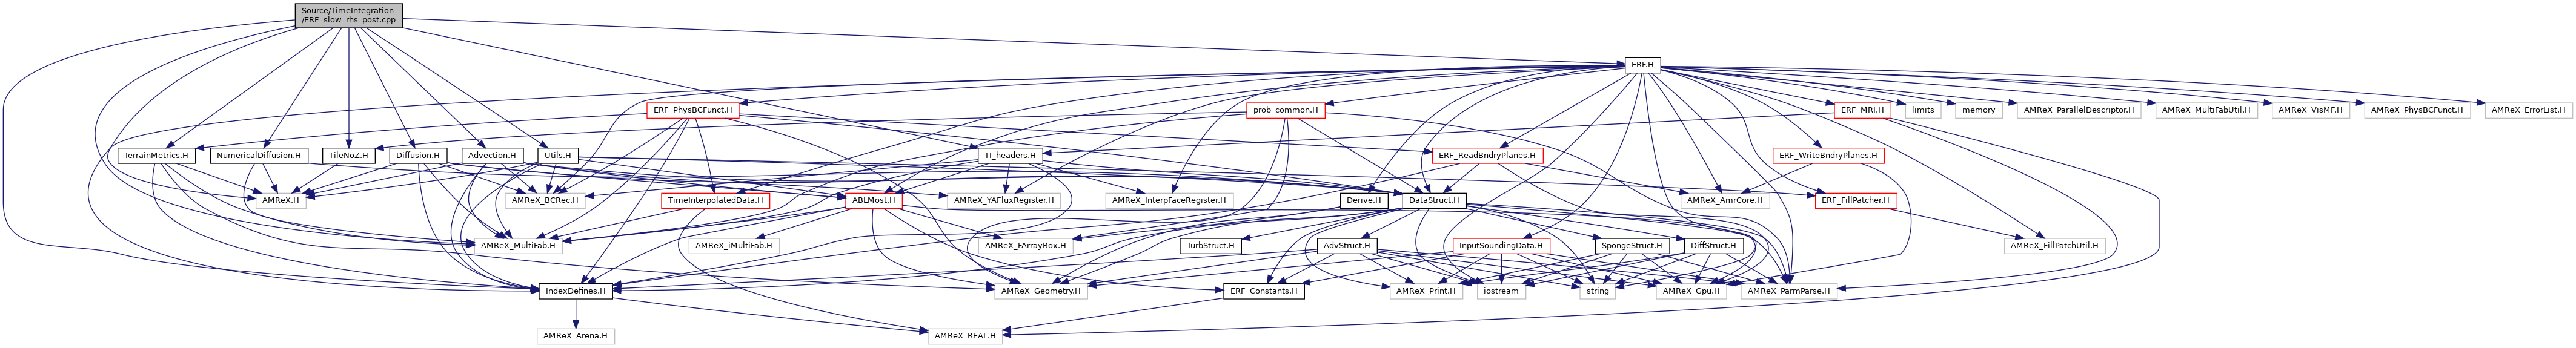 Source/TimeIntegration
/ERF_slow_rhs_post.cpp
ERF.H
ERF_PhysBCFunct.H
prob_common.H
ERF_MRI.H
limits
memory
AMReX_ParallelDescriptor.H
AMReX_MultiFabUtil.H
AMReX_VisMF.H
AMReX_PhysBCFunct.H
AMReX_ErrorList.H
TerrainMetrics.H
NumericalDiffusion.H
TileNoZ.H
Diffusion.H
Advection.H
Utils.H
TI_headers.H
ERF_ReadBndryPlanes.H
ERF_WriteBndryPlanes.H
AMReX.H
AMReX_BCRec.H
TimeInterpolatedData.H
ABLMost.H
AMReX_YAFluxRegister.H
AMReX_InterpFaceRegister.H
Derive.H
DataStruct.H
AMReX_AmrCore.H
ERF_FillPatcher.H
AMReX_MultiFab.H
AMReX_iMultiFab.H
AMReX_FArrayBox.H
TurbStruct.H
AdvStruct.H
InputSoundingData.H
SpongeStruct.H
DiffStruct.H
AMReX_FillPatchUtil.H
IndexDefines.H
AMReX_Geometry.H
ERF_Constants.H
AMReX_Print.H
iostream
string
AMReX_Gpu.H
AMReX_ParmParse.H
AMReX_Arena.H
AMReX_REAL.H